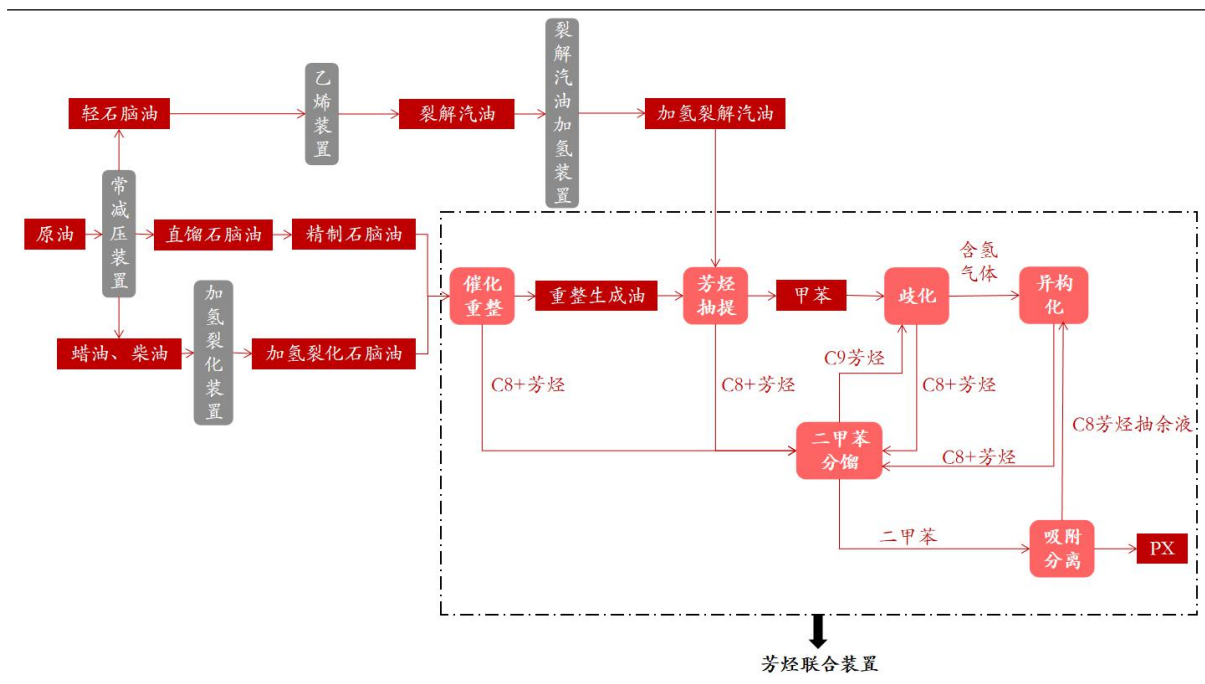 裂解汽油加氢装置
乙烯装置
轻石脑油
裂解汽油
加氢裂解汽油
常减压装置
原油
直馏石脑油
精制石脑油
催化
重整
重整生成油
芳烃
抽提
甲苯
歧化
含氢
气体
异构
化
蜡油、柴油
加氢裂化装置
加氢裂化石脑油
C8+芳烃
C8+芳烃
C9芳烃
C8+芳烃
C8芳烃抽余液
二甲苯
分馏
C8+芳烃
二甲苯
吸附
分离
PX
芳烃联合装置